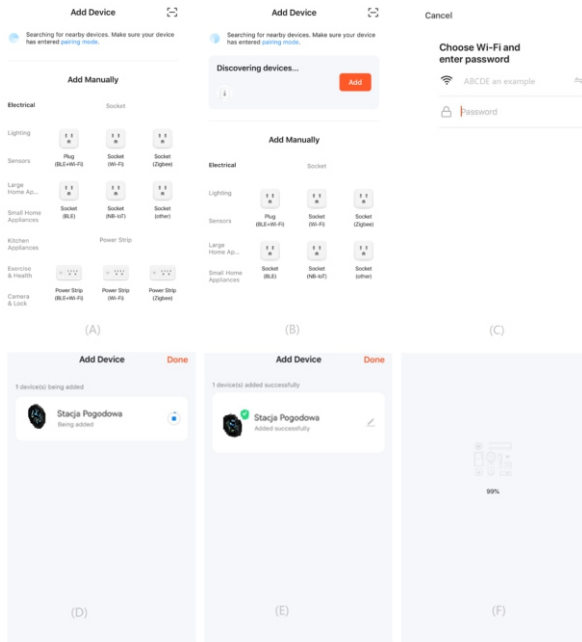 Add Device
Searching for nearby devices. Make sure your device
has entered pairing mode.
Add Manually
Electrical
Socket
Lighting
Sensors
Large
Home Ap...
Small Home
Appliances
Kitchen
Appliances
Exercise
& Health
Camera
& Lock
Plug
(BLE+Wi-Fi)
Socket
(Wi-Fi)
Socket
(Zigbee)
Socket
(BLE)
Socket
(NB-IoT)
Socket
(other)
Power Strip
Power Strip
(BLE+Wi-Fi)
Power Strip
(Wi-Fi)
Power Strip
(Zigbee)
(A)
Add Device
Searching for nearby devices. Make sure your device
has entered pairing mode.
Discovering devices...
Add
Add Manually
Electrical
Socket
Lighting
Sensors
Large
Home Ap...
Small Home
Appliances
Plug
(BLE+Wi-Fi)
Socket
(Wi-Fi)
Socket
(Zigbee)
Socket
(BLE)
Socket
(NB-IoT)
Socket
(other)
(B)
Cancel
Choose Wi-Fi and
enter password
ABCDE an example
Password
(C)
Add Device
Done
1 device(s) being added
Stacja Pogodowa
Being added
(D)
Add Device
Done
1 device(s) added successfully
Stacja Pogodowa
Added successfully
(E)
99%
(F)